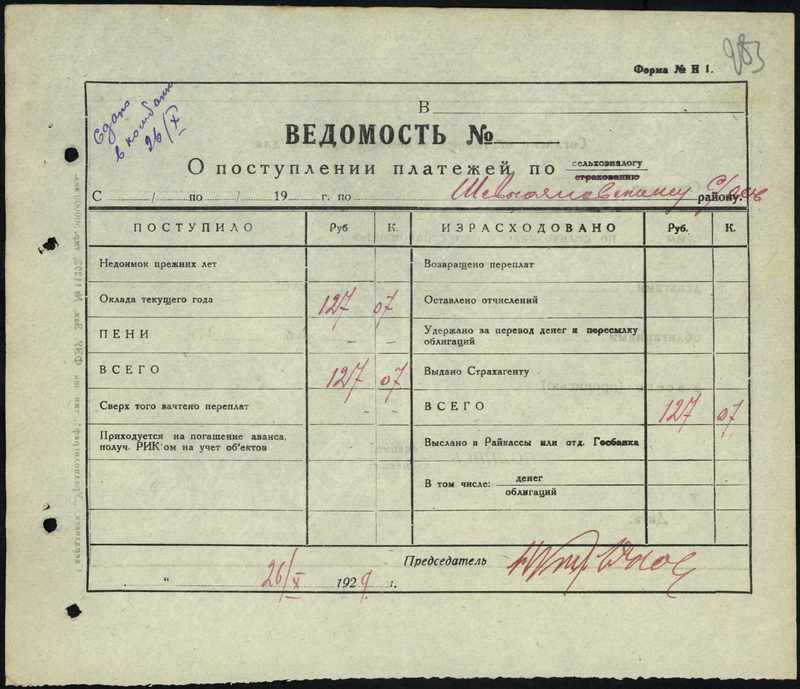 283
Форма № Н 1.
Сдано
в комбанк
26/X
В
ВЕДОМОСТЬ №
О поступлении платежей по сельхозналогу
страхованию
С / по / 19 г. по с/сов району.
ПОСТУПИЛО Руб К. ИЗРАСХОДОВАНО Руб. К.
Недоимок прежних лет Возвращено переплат
Оклада текущего года 127 07 Оставлено отчислений
ПЕНИ – – Удержано за перевод денег и пересылку
облигаций
ВСЕГО 127 07 Выдано Страхагенту
Сверх того зачтено переплат – – ВСЕГО 127 07
Приходуется на погашение аванса, Выслано в Райкассы или отд. Госбанка
получ. РИК'ом на учет об'ектов
В том числе: денег
облигаций
Председатель
" 26/X 1929 г.